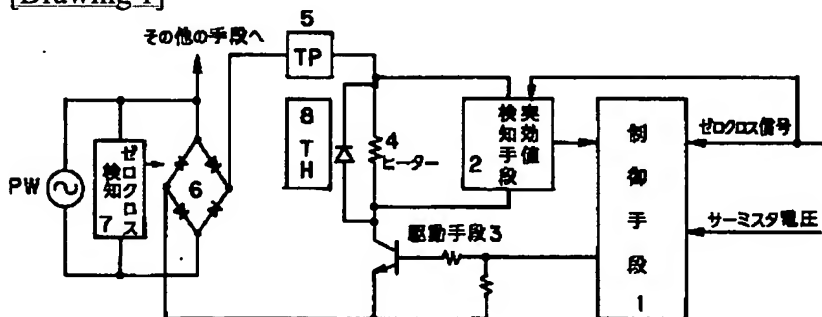 [Drawing 1]
その他の手段へ
5
TP
PW
ゼロクロス
検知
7
6
8
TH
4
ヒーター
実効値
検知手段
2
駆動手段3
制御手段
1
ゼロクロス信号
サーミスタ電圧